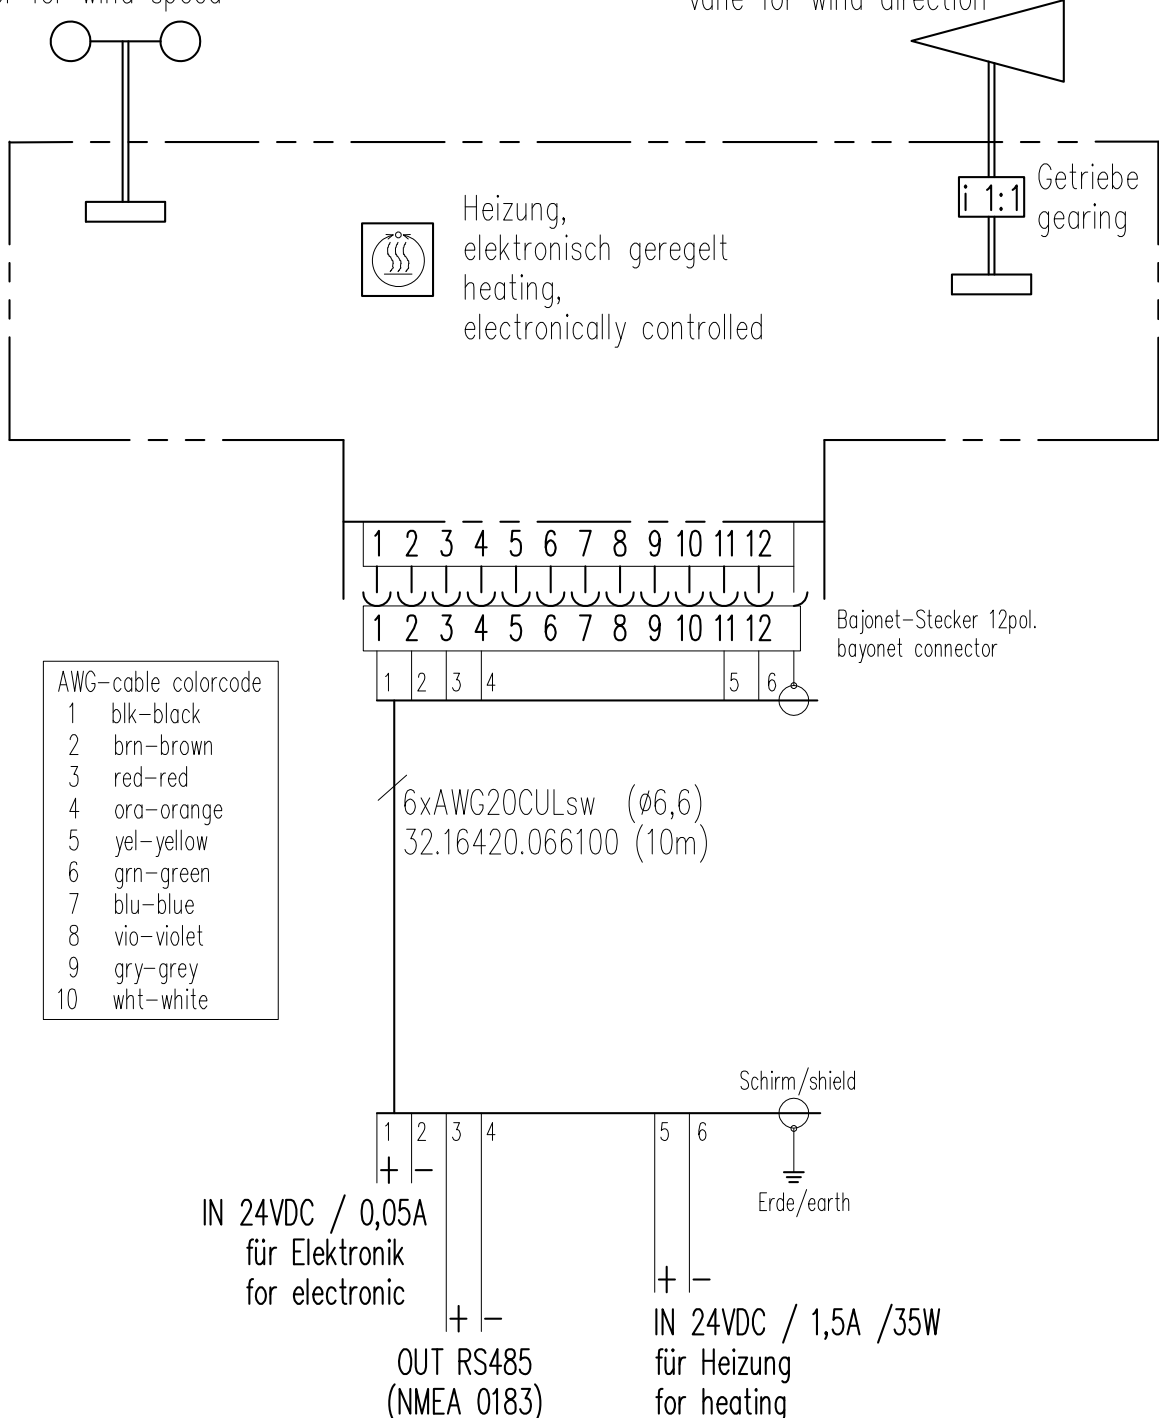 for wind speed
vane for wind direction
i 1:1
Getriebe
gearing
Heizung,
elektronisch geregelt
heating,
electronically controlled
1 2 3 4 5 6 7 8 9 10 11 12
1 2 3 4 5 6 7 8 9 10 11 12
Bajonet-Stecker 12pol.
bayonet connector
1 2 3 4 5 6
AWG-cable colorcode
1 blk-black
2 brn-brown
3 red-red
4 ora-orange
5 yel-yellow
6 grn-green
7 blu-blue
8 vio-violet
9 gry-grey
10 wht-white
6xAWG20CULsw (ø6,6)
32.16420.066100 (10m)
Schirm/shield
1 2 3 4 5 6
+ −
Erde/earth
IN 24VDC / 0,05A
für Elektronik
for electronic
+ −
OUT RS485
(NMEA 0183)
+ −
IN 24VDC / 1,5A /35W
für Heizung
for heating